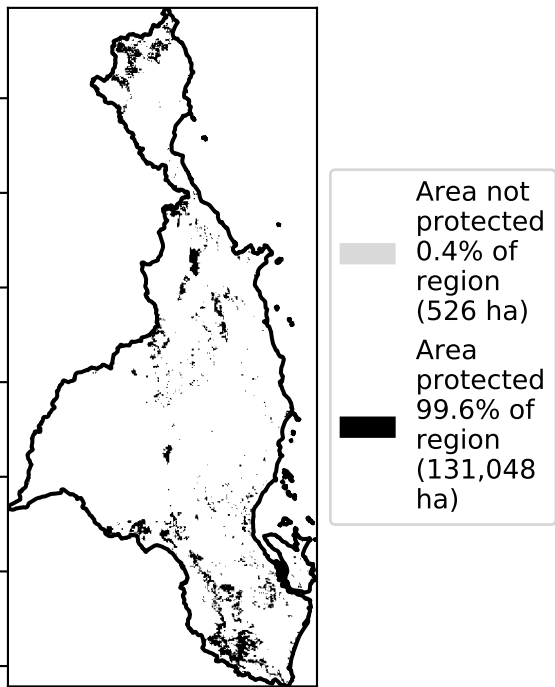 Area not
protected
0.4% of
region
(526 ha)
Area
protected
99.6% of
region
(131,048
ha)